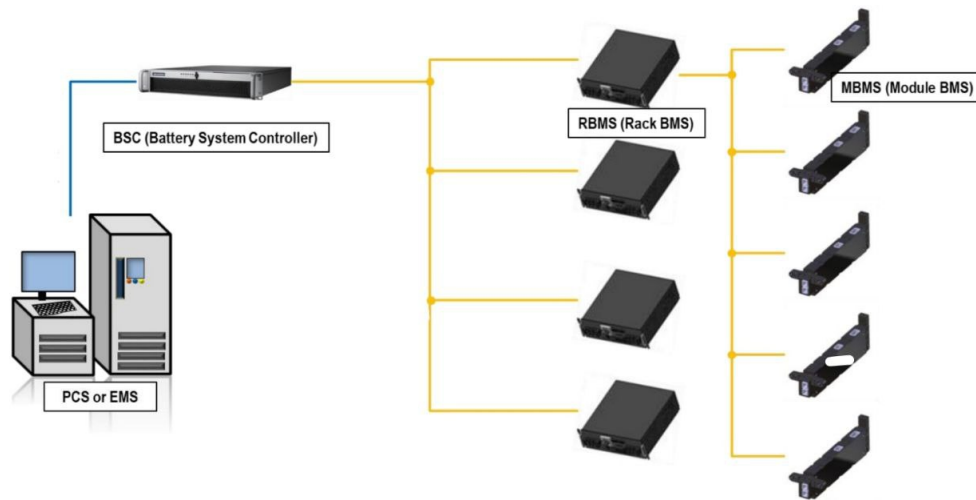 MBMS (Module BMS)
BSC (Battery System Controller)
RBMS (Rack BMS)
PCS or EMS